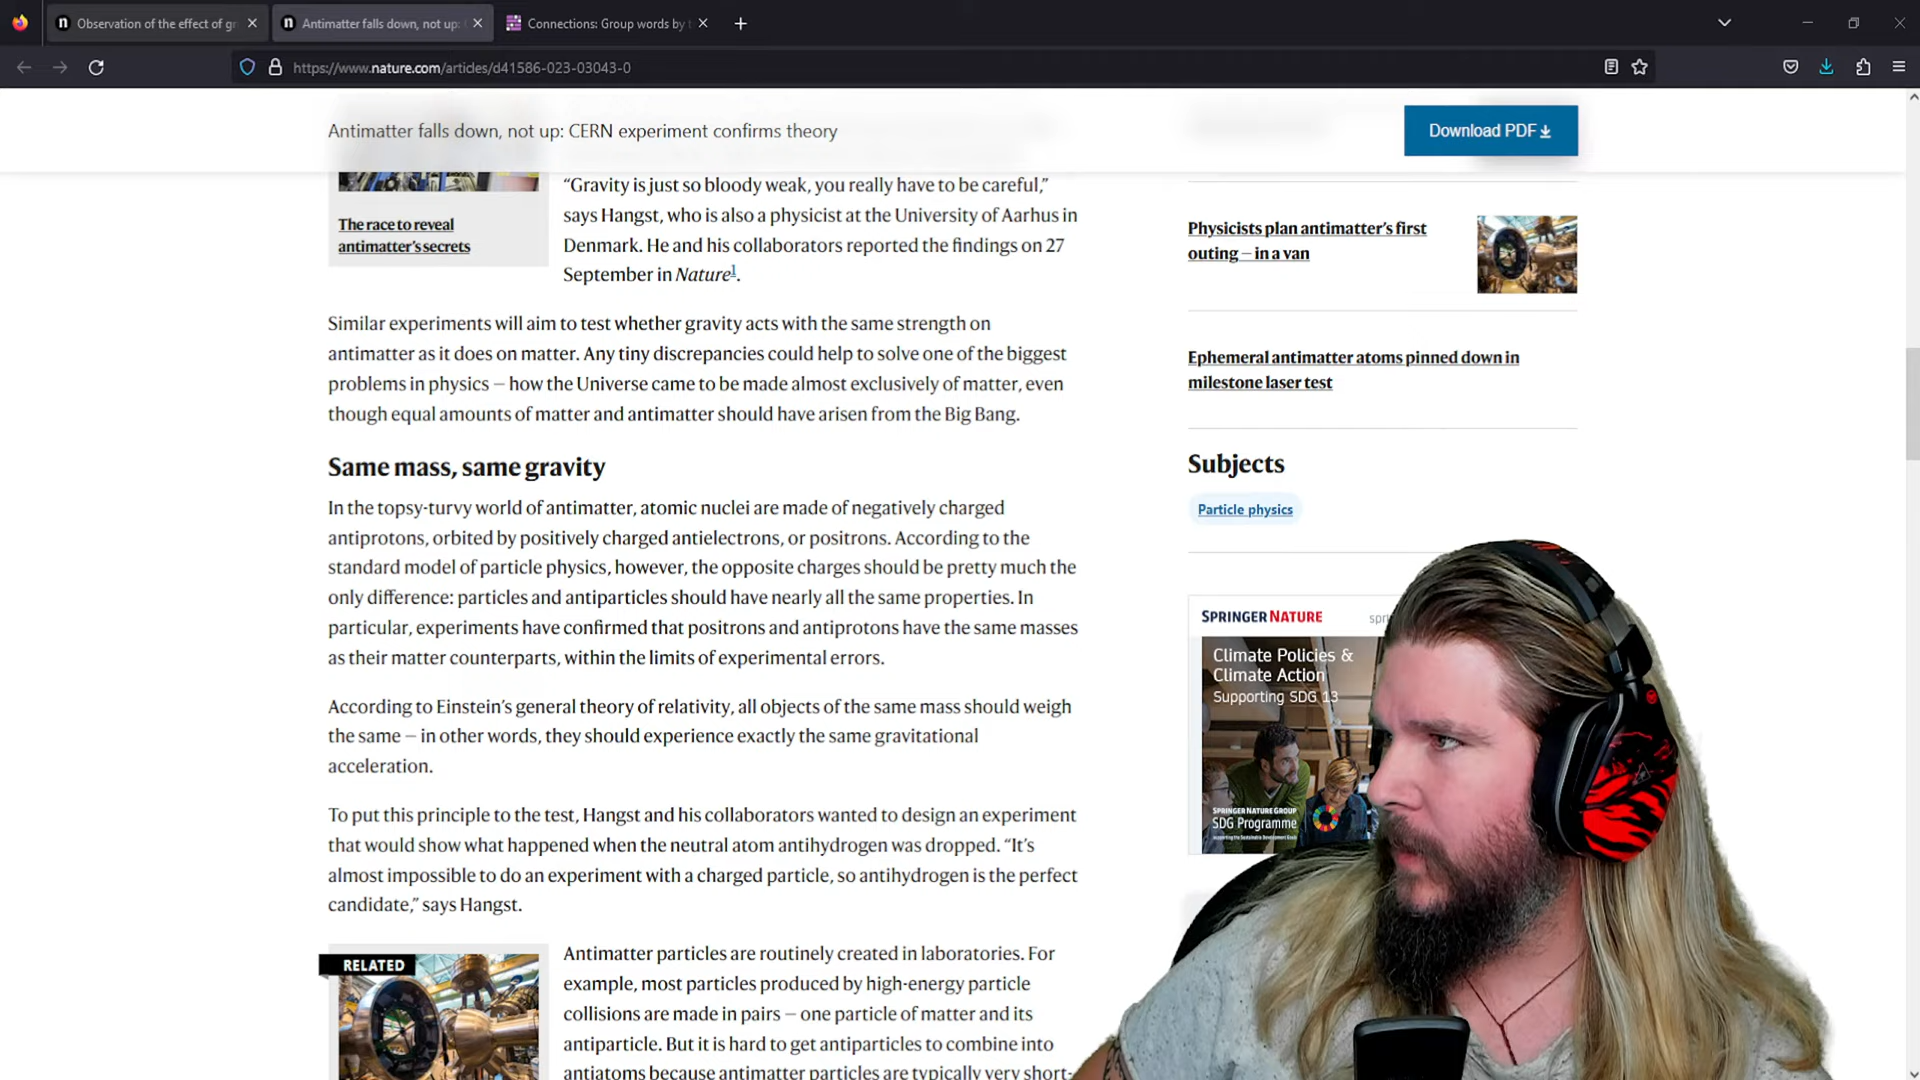 Observation of the effect of gr
Antimatter falls down, not up:
Connections: Group words by
https://www.nature.com/articles/d41586-023-03043-0
Antimatter falls down, not up: CERN experiment confirms theory
Download PDF
The race to reveal
antimatter’s secrets
“Gravity is just so bloody weak, you really have to be careful,”
says Hangst, who is also a physicist at the University of Aarhus in
Denmark. He and his collaborators reported the findings on 27
September in Nature1.
Similar experiments will aim to test whether gravity acts with the same strength on
antimatter as it does on matter. Any tiny discrepancies could help to solve one of the biggest
problems in physics — how the Universe came to be made almost exclusively of matter, even
though equal amounts of matter and antimatter should have arisen from the Big Bang.
Same mass, same gravity
In the topsy-turvy world of antimatter, atomic nuclei are made of negatively charged
antiprotons, orbited by positively charged antielectrons, or positrons. According to the
standard model of particle physics, however, the opposite charges should be pretty much the
only difference: particles and antiparticles should have nearly all the same properties. In
particular, experiments have confirmed that positrons and antiprotons have the same masses
as their matter counterparts, within the limits of experimental errors.
According to Einstein’s general theory of relativity, all objects of the same mass should weigh
the same — in other words, they should experience exactly the same gravitational
acceleration.
To put this principle to the test, Hangst and his collaborators wanted to design an experiment
that would show what happened when the neutral atom antihydrogen was dropped. “It’s
almost impossible to do an experiment with a charged particle, so antihydrogen is the perfect
candidate,” says Hangst.
RELATED
Antimatter particles are routinely created in laboratories. For
example, most particles produced by high-energy particle
collisions are made in pairs — one particle of matter and its
antiparticle. But it is hard to get antiparticles to combine into
antiatoms because antimatter particles are typically very short-
Physicists plan antimatter’s first
outing — in a van
Ephemeral antimatter atoms pinned down in
milestone laser test
Subjects
Particle physics
SPRINGER NATURE
spri
Climate Policies &
Climate Action
Supporting SDG 13
SPRINGER NATURE GROUP
SDG Programme